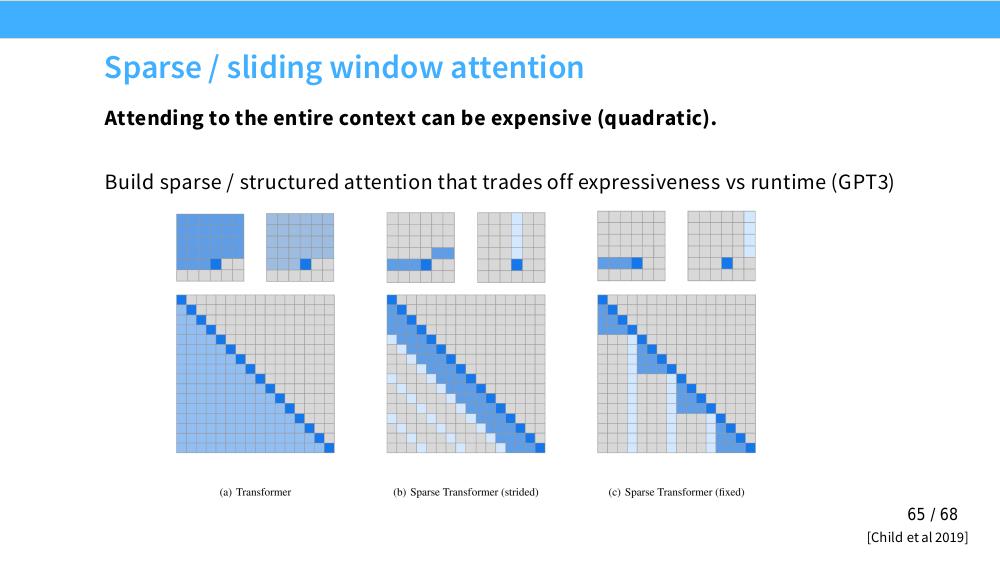 Sparse / sliding window attention
Attending to the entire context can be expensive (quadratic).
Build sparse / structured attention that trades off expressiveness vs runtime (GPT3)
(a) Transformer
(b) Sparse Transformer (strided)
(c) Sparse Transformer (fixed)
65 / 68
[Child et al 2019]